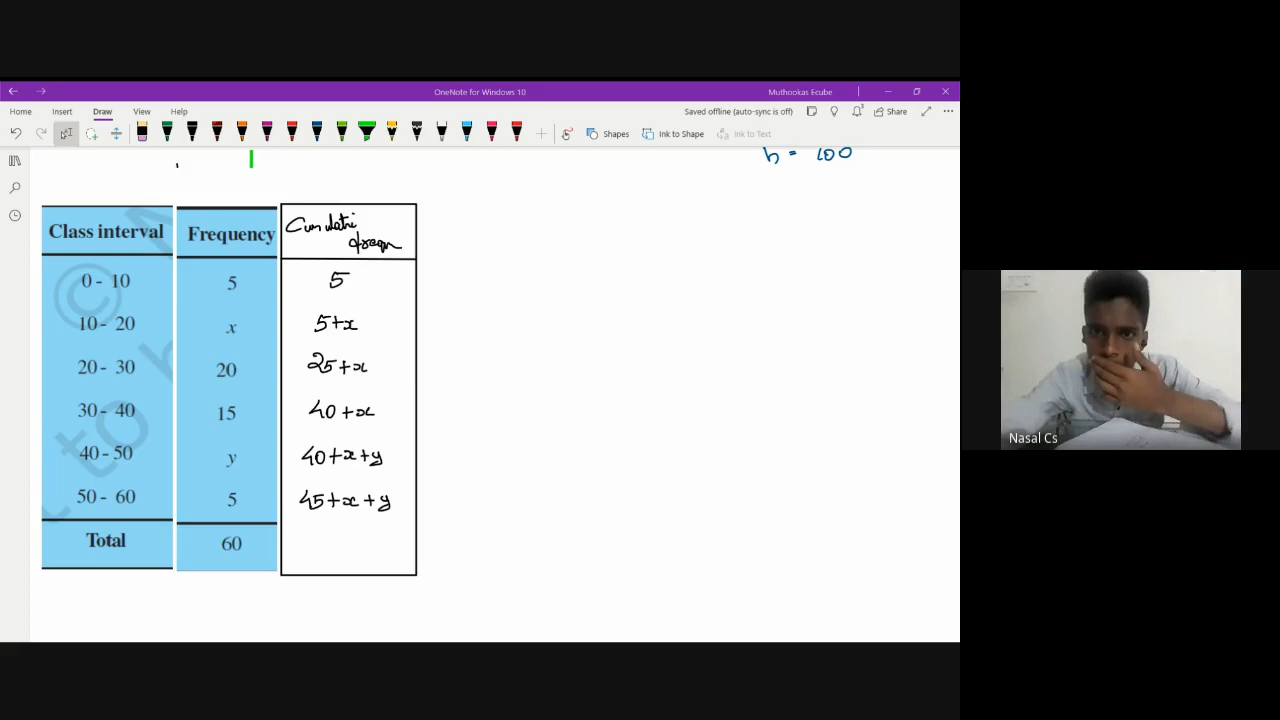 OneNote for Windows 10
Muthookas Ecube
Home Insert Draw View Help
Saved offline (auto-sync is off)
Share
Shapes
Ink to Shape
Ink to Text
h = 100
Class interval Frequency
0 - 10 5 5
10 - 20 x 5+x
20 - 30 20 25+x
30 - 40 15 40+x
40 - 50 y 40+x+y
50 - 60 5 45+x+y
Total 60
Nasal Cs